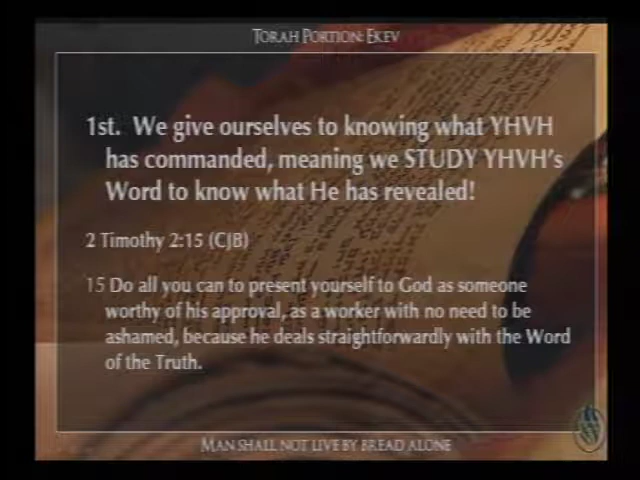 TORAH PORTION: EKEV
1st. We give ourselves to knowing what YHVH
has commanded, meaning we STUDY YHVH's
Word to know what He has revealed!
2 Timothy 2:15 (CJB)
15 Do all you can to present yourself to God as someone
worthy of his approval, as a worker with no need to be
ashamed, because he deals straightforwardly with the Word
of the Truth.
MAN SHALL NOT LIVE BY BREAD ALONE